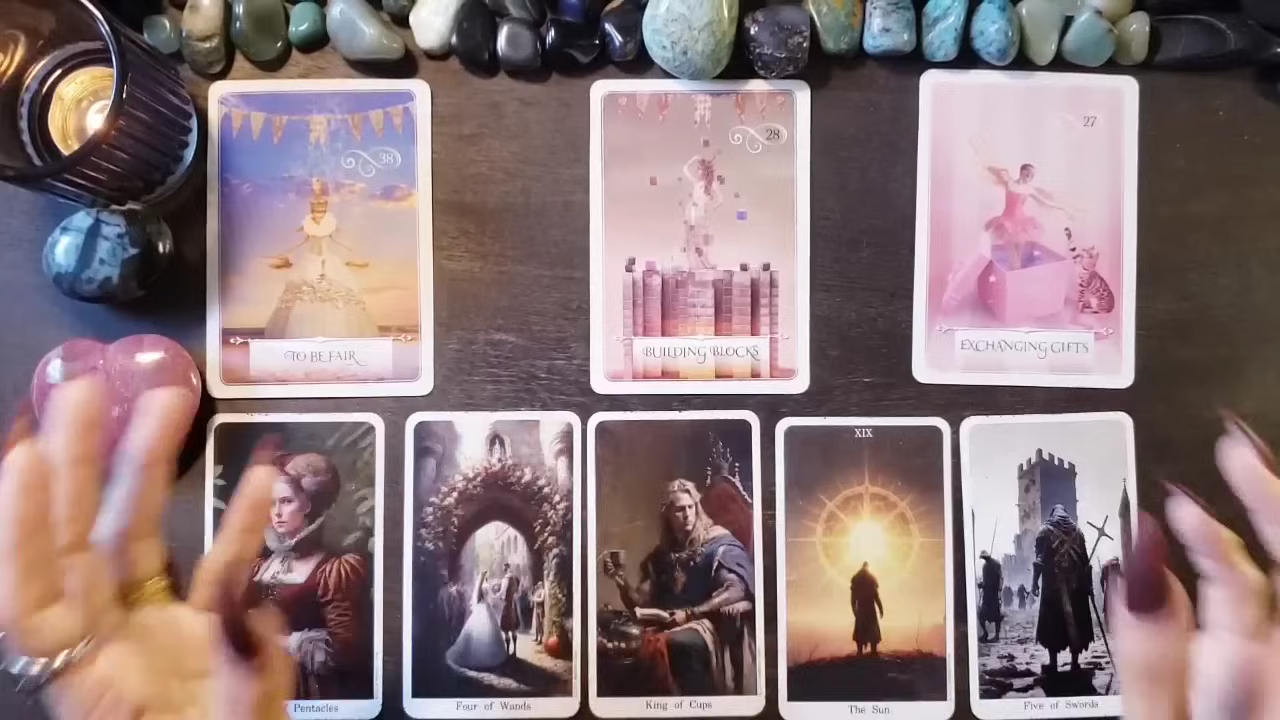 38
TO BE FAIR
28
BUILDING BLOCKS
27
EXCHANGING GIFTS
Pentacles
Four of Wands
King of Cups
XIX
The Sun
Five of Swords